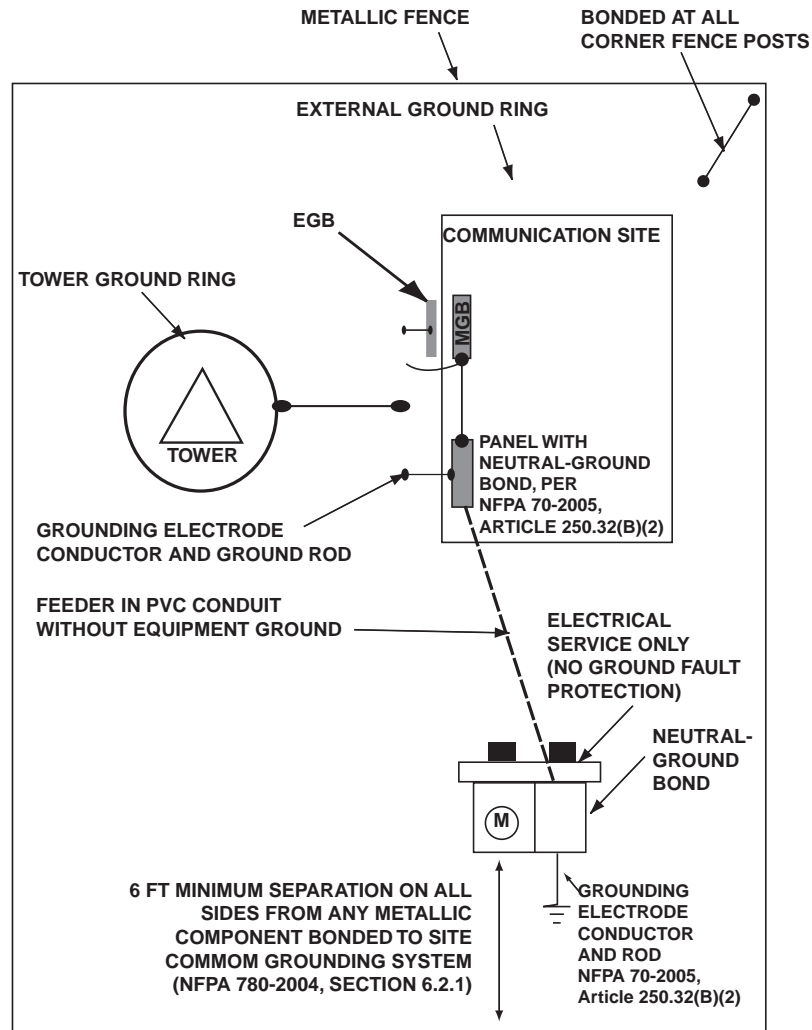 METALLIC FENCE
BONDED AT ALL
CORNER FENCE POSTS
EXTERNAL GROUND RING
EGB
COMMUNICATION SITE
TOWER GROUND RING
MGB
TOWER
PANEL WITH
NEUTRAL-GROUND
BOND, PER
NFPA 70-2005,
ARTICLE 250.32(B)(2)
GROUNDING ELECTRODE
CONDUCTOR AND GROUND ROD
FEEDER IN PVC CONDUIT
WITHOUT EQUIPMENT GROUND
ELECTRICAL
SERVICE ONLY
(NO GROUND FAULT
PROTECTION)
NEUTRAL-
GROUND
BOND
M
6 FT MINIMUM SEPARATION ON ALL
SIDES FROM ANY METALLIC
COMPONENT BONDED TO SITE
COMMOM GROUNDING SYSTEM
(NFPA 780-2004, SECTION 6.2.1)
GROUNDING
ELECTRODE
CONDUCTOR
AND ROD
NFPA 70-2005,
Article 250.32(B)(2)